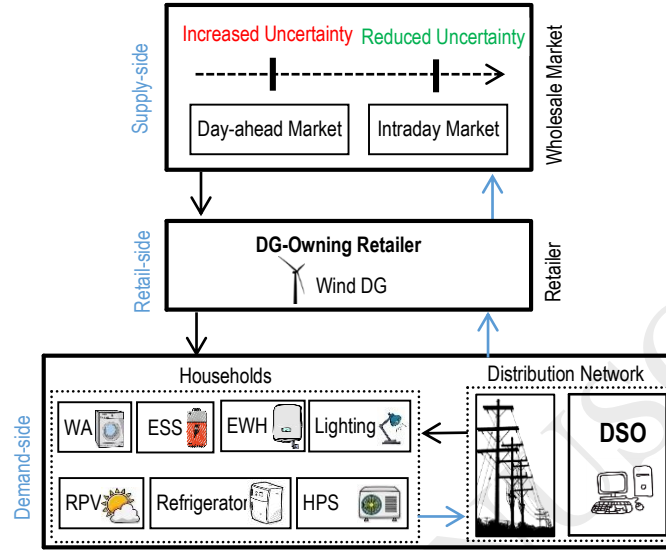 Increased Uncertainty
Reduced Uncertainty
Supply-side
Day-ahead Market
Intraday Market
Wholesale Market
Retail-side
DG-Owning Retailer
Wind DG
Retailer
Demand-side
Households
WA
ESS
EWH
Lighting
RPV
Refrigerator
HPS
Distribution Network
DSO